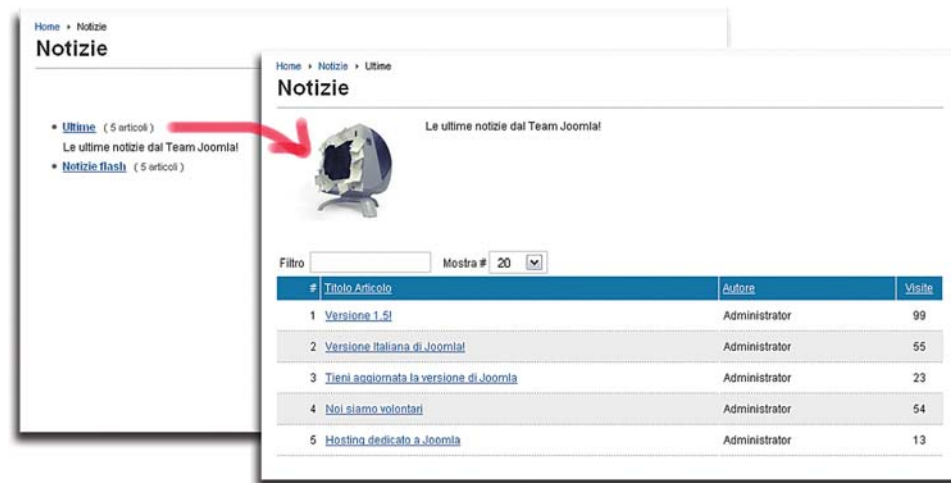 Home › Notizie
Notizie
• Ultime ( 5 articoli )
Le ultime notizie dal Team Joomla!
• Notizie flash ( 5 articoli )
Home › Notizie › Ultime
Notizie
Le ultime notizie dal Team Joomla!
Filtro Mostra # 20
# Titolo Articolo Autore Visite
1 Versione 1.5! Administrator 99
2 Versione Italiana di Joomla! Administrator 55
3 Tieni aggiornata la versione di Joomla Administrator 23
4 Noi siamo volontari Administrator 54
5 Hosting dedicato a Joomla Administrator 13